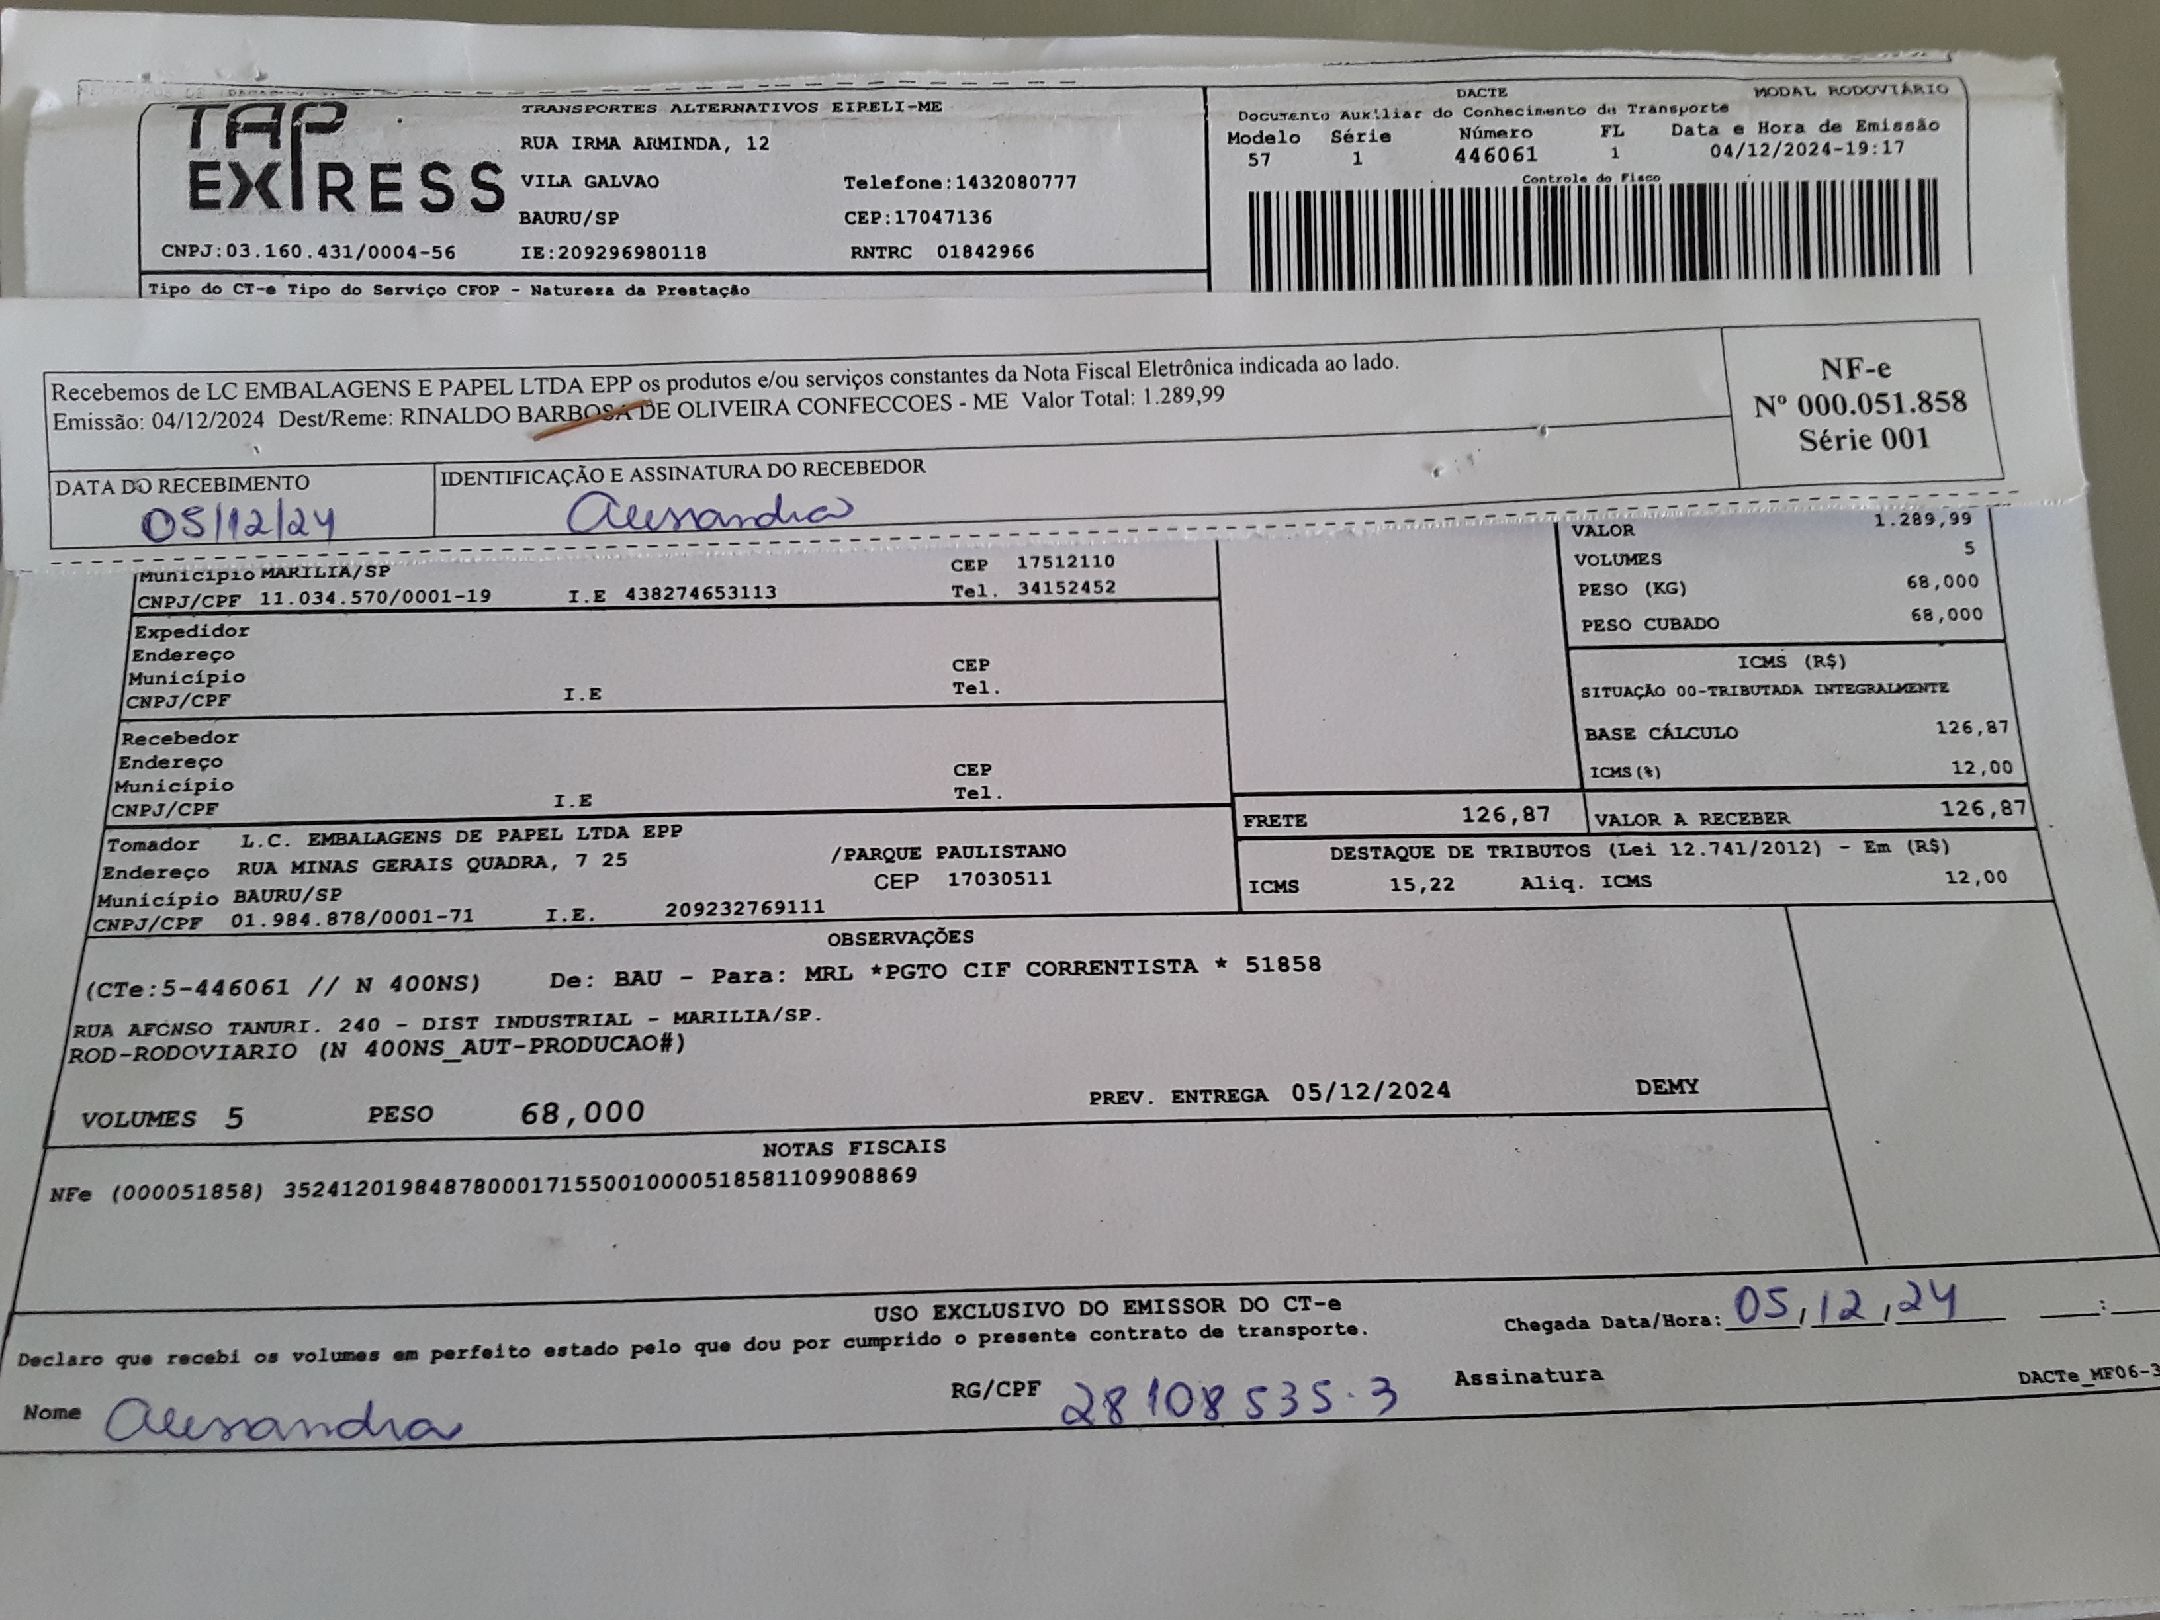 TAP EXPRESS
TRANSPORTES ALTERNATIVOS EIRELI-ME
RUA IRMA ARMINDA, 12
VILA GALVAO Telefone:1432080777
BAURU/SP CEP:17047136
CNPJ:03.160.431/0004-56 IE:209296980118 RNTRC 01842966
DACTE MODAL RODOVIÁRIO
Documento Auxiliar do Conhecimento de Transporte
Modelo Série Número FL Data e Hora de Emissão
57 1 446061 1 04/12/2024-19:17
Controle do Fisco
Tipo do CT-e Tipo do Serviço CFOP - Natureza da Prestação
Recebemos de LC EMBALAGENS E PAPEL LTDA EPP os produtos e/ou serviços constantes da Nota Fiscal Eletrônica indicada ao lado.
Emissão: 04/12/2024 Dest/Reme: RINALDO BARBOSA DE OLIVEIRA CONFECCOES - ME Valor Total: 1.289,99
NF-e
Nº 000.051.858
Série 001
DATA DO RECEBIMENTO
05/12/24
IDENTIFICAÇÃO E ASSINATURA DO RECEBEDOR
Alessandra
Município MARILIA/SP CEP 17512110
CNPJ/CPF 11.034.570/0001-19 I.E 438274653113 Tel. 34152452
Expedidor
Endereço
Município CEP
CNPJ/CPF I.E Tel.
Recebedor
Endereço
Município CEP
CNPJ/CPF I.E Tel.
Tomador L.C. EMBALAGENS DE PAPEL LTDA EPP
Endereço RUA MINAS GERAIS QUADRA, 7 25 /PARQUE PAULISTANO
Município BAURU/SP CEP 17030511
CNPJ/CPF 01.984.878/0001-71 I.E. 209232769111
VALOR 1.289,99
VOLUMES 5
PESO (KG) 68,000
PESO CUBADO 68,000
ICMS (R$)
SITUAÇÃO 00-TRIBUTADA INTEGRALMENTE
BASE CÁLCULO 126,87
ICMS(%) 12,00
FRETE 126,87 VALOR A RECEBER 126,87
DESTAQUE DE TRIBUTOS (Lei 12.741/2012) - Em (R$)
ICMS 15,22 Aliq. ICMS 12,00
OBSERVAÇÕES
(CTe:5-446061 // N 400NS) De: BAU - Para: MRL *PGTO CIF CORRENTISTA * 51858
RUA AFONSO TANURI. 240 - DIST INDUSTRIAL - MARILIA/SP.
ROD-RODOVIARIO (N 400NS_AUT-PRODUCAO#)
VOLUMES 5 PESO 68,000 PREV. ENTREGA 05/12/2024 DEMY
NOTAS FISCAIS
NFe (000051858) 35241201984878000171550010000518581109908869
USO EXCLUSIVO DO EMISSOR DO CT-e
Declaro que recebi os volumes em perfeito estado pelo que dou por cumprido o presente contrato de transporte.
Chegada Data/Hora: 05,12,24 :
Nome Alessandra RG/CPF 28108535-3 Assinatura
DACTe_MF06-3